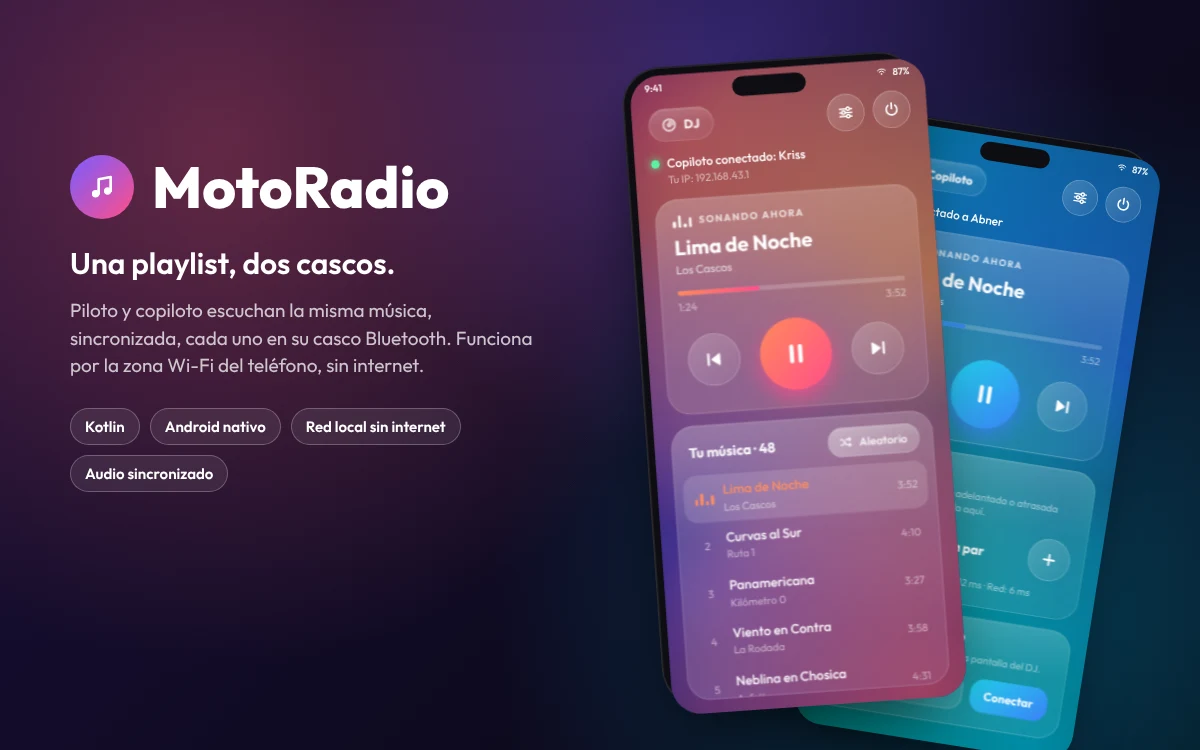 MotoRadio
Una playlist, dos cascos.
Piloto y copiloto escuchan la misma música,
sincronizada, cada uno en su casco Bluetooth. Funciona
por la zona Wi-Fi del teléfono, sin internet.
Kotlin
Android nativo
Red local sin internet
Audio sincronizado
9:41
87%
DJ
Copiloto conectado: Kriss
Tu IP: 192.168.43.1
SONANDO AHORA
Lima de Noche
Los Cascos
1:24
3:52
Tu música · 48
Aleatorio
Lima de Noche
Los Cascos
3:52
2
Curvas al Sur
Ruta 1
4:10
3
Panamericana
Kilómetro 0
3:27
4
Viento en Contra
La Rodada
3:58
5
Neblina en Chosica
4:31
87%
Copiloto
ctado a Abner
NANDO AHORA
de Noche
3:52
adelantada o atrasada
aquí.
par
ms · Red: 6 ms
pantalla del DJ.
Conectar